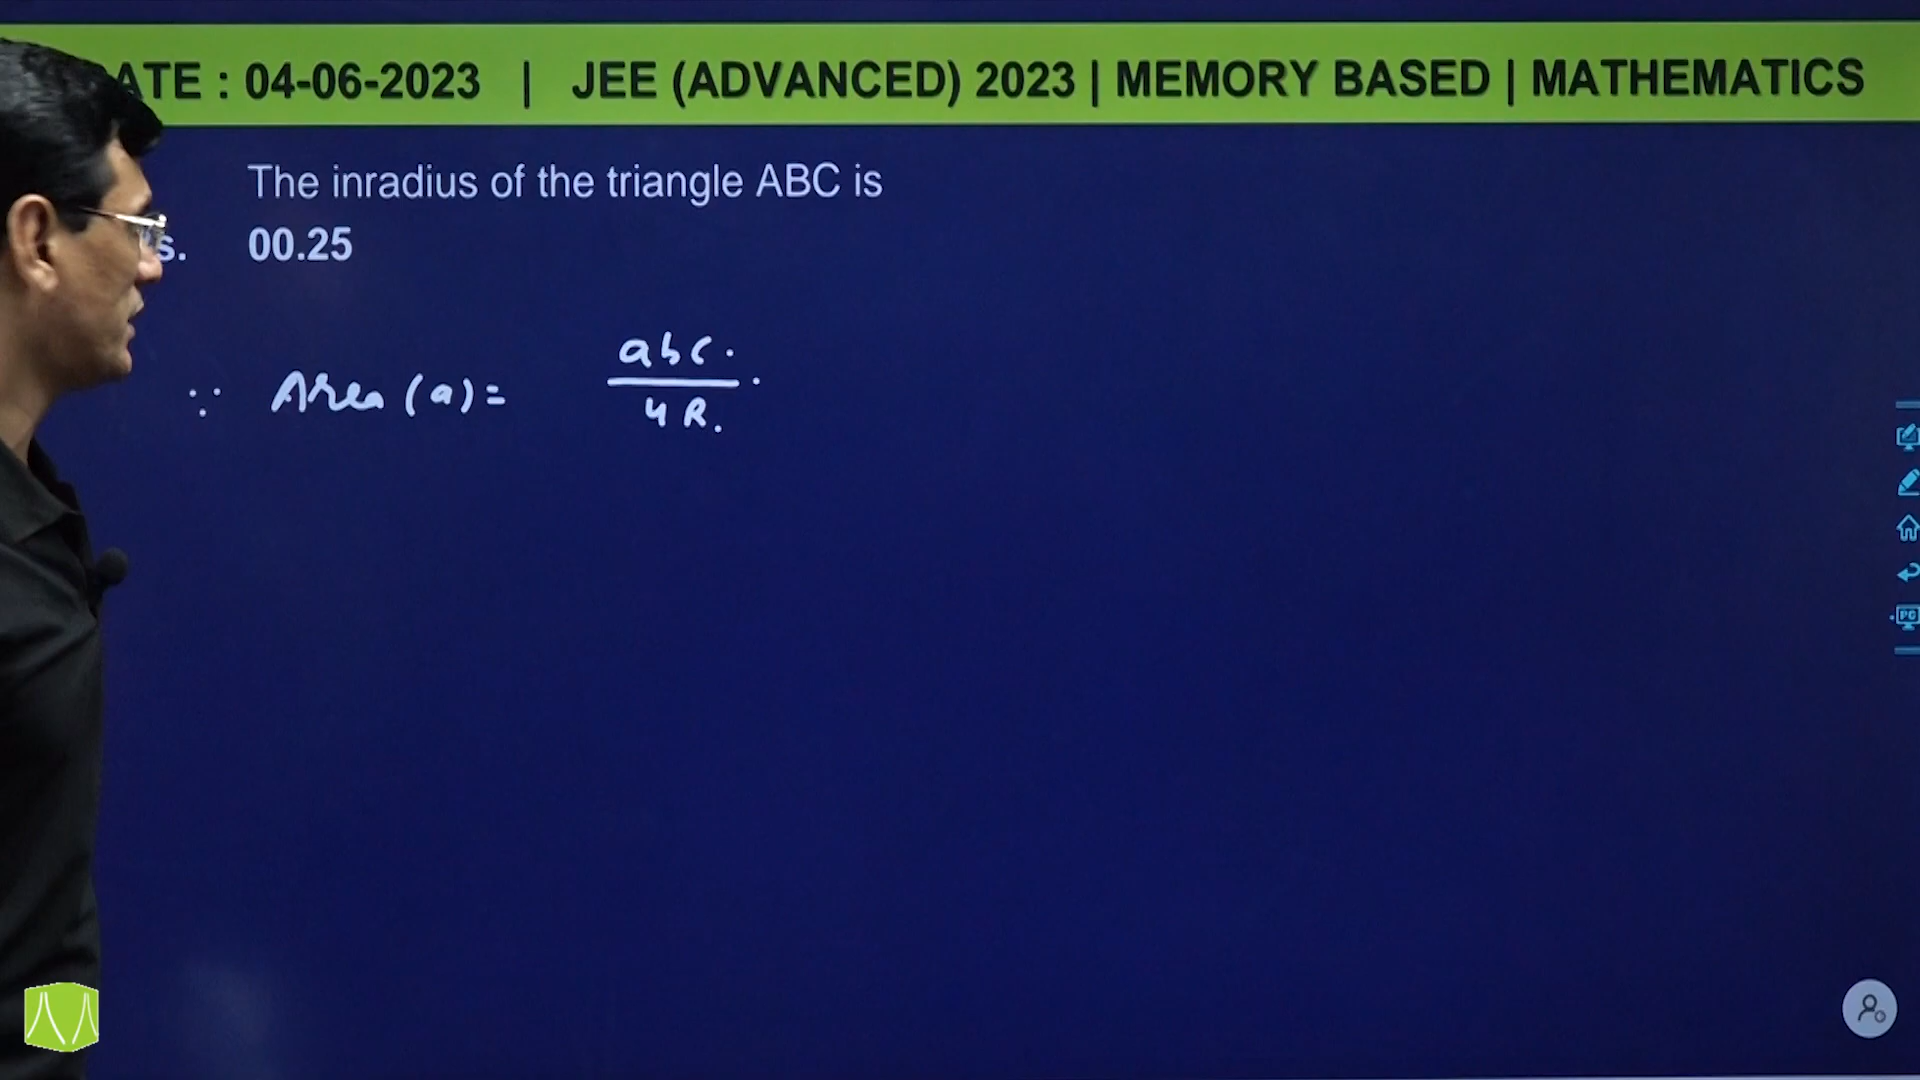 ATE : 04-06-2023 | JEE (ADVANCED) 2023 | MEMORY BASED | MATHEMATICS
The inradius of the triangle ABC is
s. 00.25
∵ Area (a) = abc. / 4R.
PC